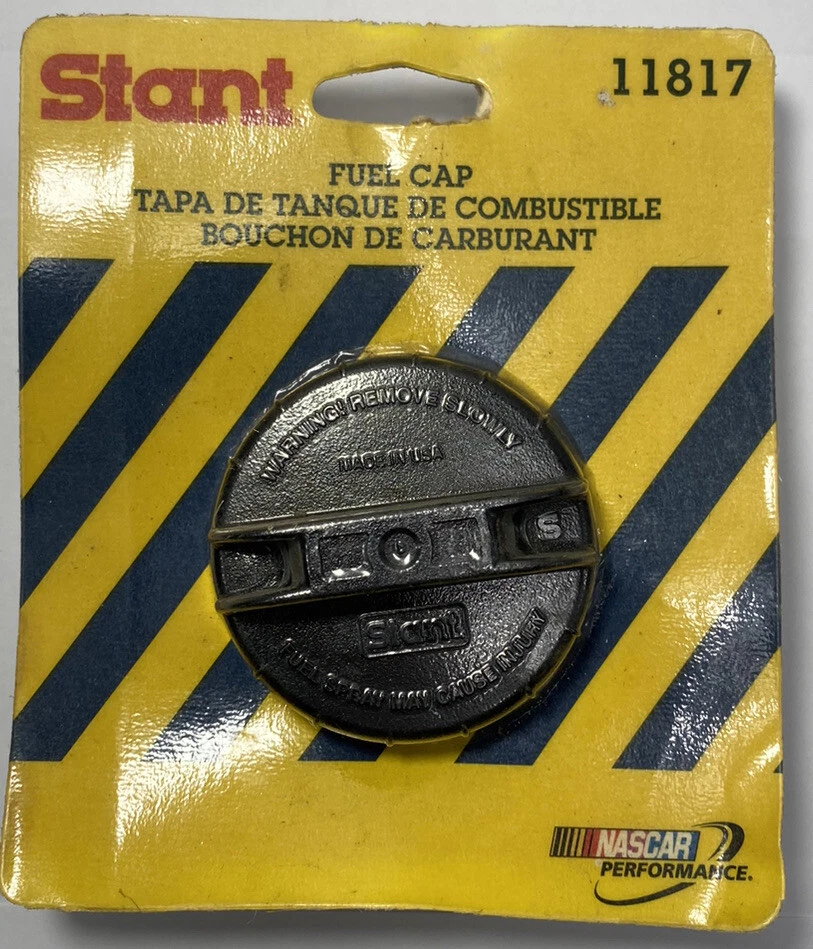 Stant
11817
FUEL CAP
TAPA DE TANQUE DE COMBUSTIBLE
BOUCHON DE CARBURANT
WARNING! REMOVE SLOWLY
MADE IN USA
S
Stant
FUEL SPRAY MAY CAUSE INJURY
NASCAR
PERFORMANCE.